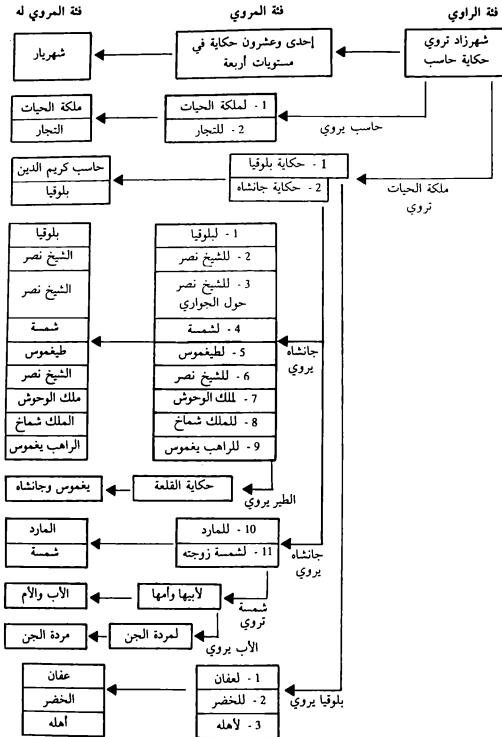 فئة الراوي
فئة المروي
فئة المروي له
شهرزاد تروي
حكاية حاسب
إحدى وعشرون حكاية في
مستويات أربعة
شهريار
حاسب يروي
1 - لملكة الحيات
2 - للتجار
ملكة الحيات
التجار
ملكة الحيات
تروي
1 - حكاية بلوقيا
2 - حكاية جانشاه
حاسب كريم الدين
بلوقيا
جانشاه
يروي
1 - لبلوقيا
2 - للشيخ نصر
3 - للشيخ نصر
حول الجواري
4 - لشمسة
5 - لطيغموس
6 - للشيخ نصر
7 - لملك الوحوش
8 - للملك شماخ
9 - للراهب يغموس
بلوقيا
الشيخ نصر
الشيخ نصر
شمسة
طيغموس
الشيخ نصر
ملك الوحوش
الملك شماخ
الراهب يغموس
الطير يروي
حكاية القلعة
يغموس وجانشاه
جانشاه
يروي
10 - للمارد
11 - لشمسة زوجته
المارد
شمسة
شمسة
تروي
لأبيها وأمها
الأب والأم
الأب يروي
لمردة الجن
مردة الجن
بلوقيا يروي
1 - لعفان
2 - للخضر
3 - لأهله
عفان
الخضر
أهله